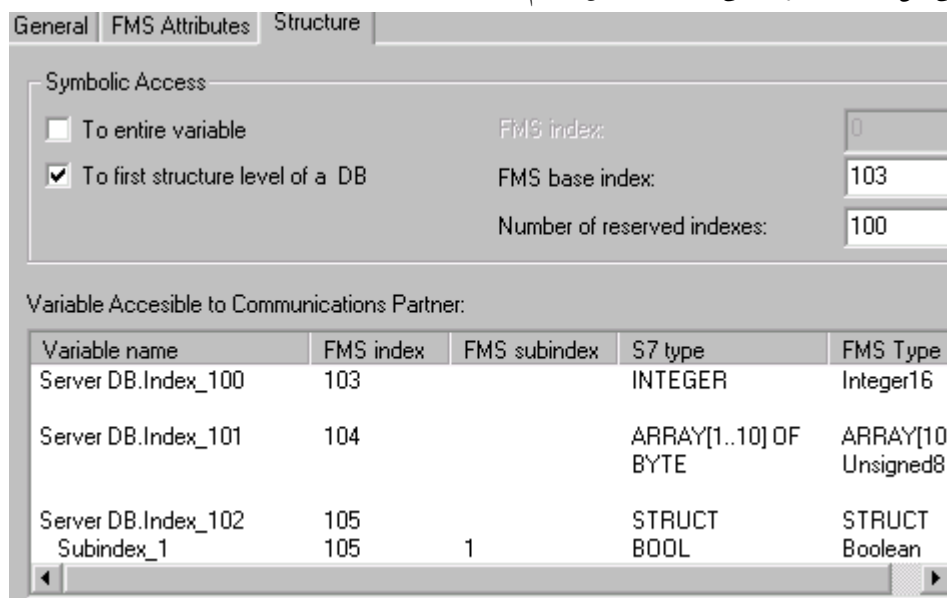 General FMS Attributes Structure
Symbolic Access
To entire variable FMS index: 0
To first structure level of a DB FMS base index: 103
Number of reserved indexes: 100
Variable Accesible to Communications Partner:
Variable name FMS index FMS subindex S7 type FMS Type
Server DB.Index_100 103 INTEGER Integer16
Server DB.Index_101 104 ARRAY[1..10] OF ARRAY[10
BYTE Unsigned8
Server DB.Index_102 105 STRUCT STRUCT
Subindex_1 105 1 BOOL Boolean